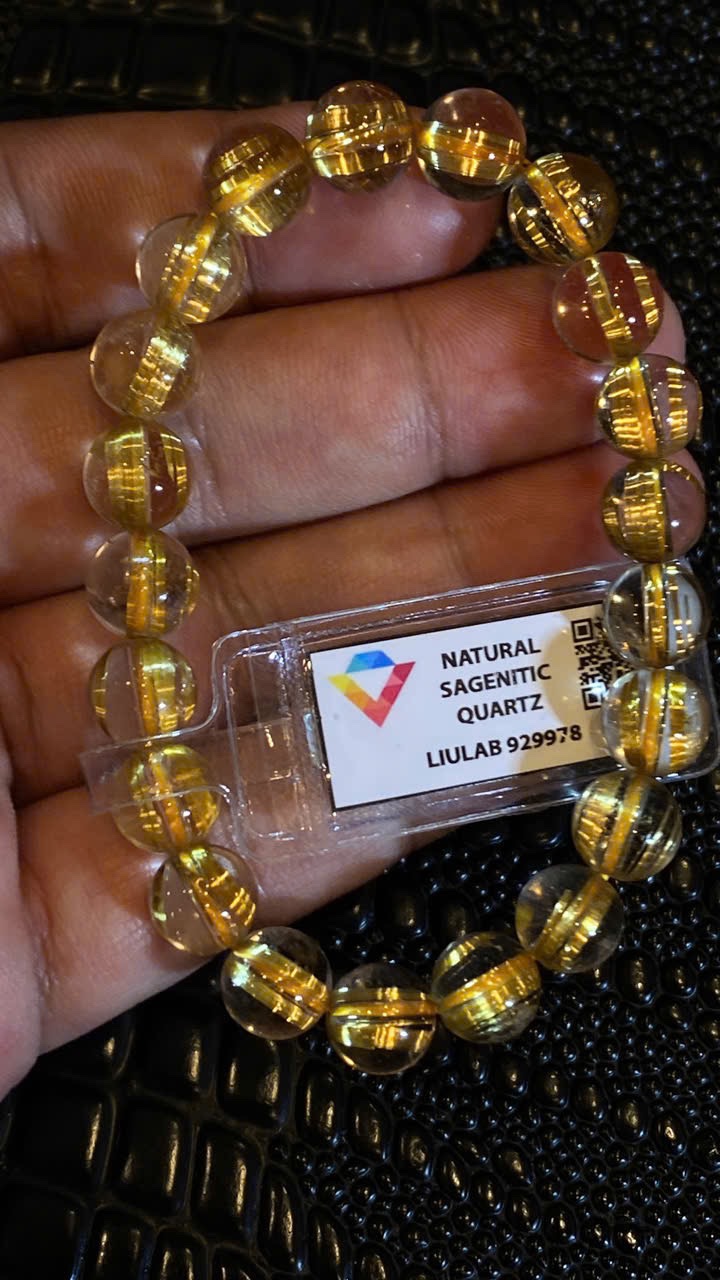 NATURAL
SAGENITIC
QUARTZ
LIULAB 929978